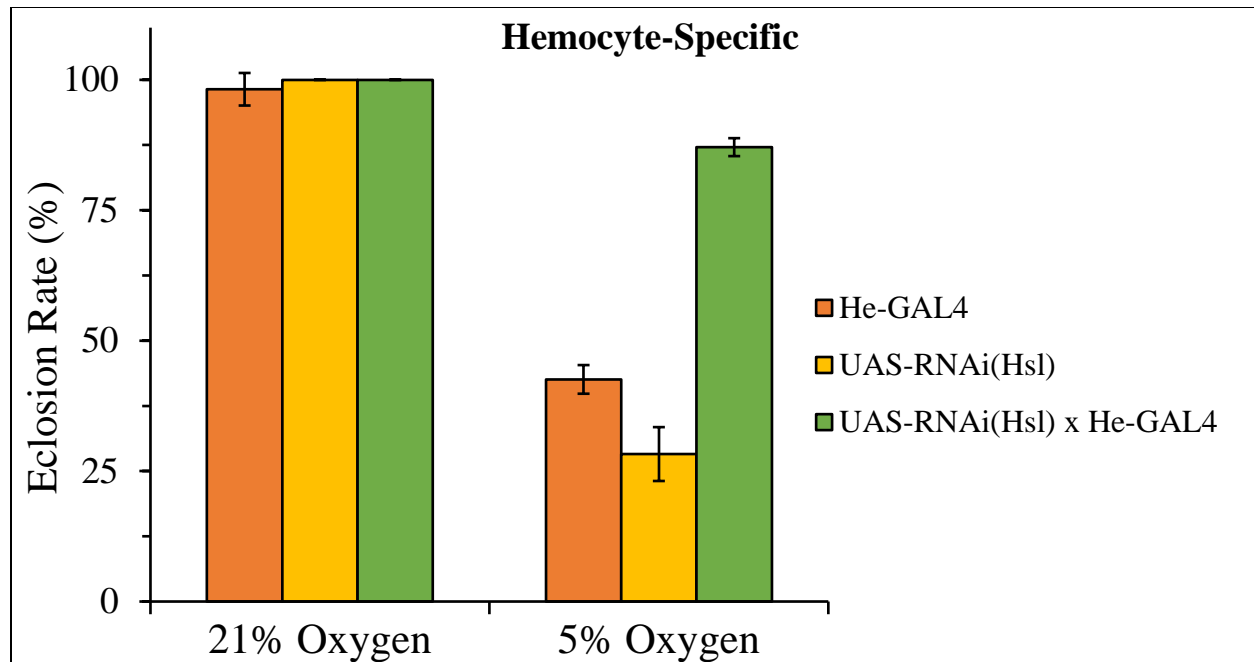 Hemocyte-Specific
Eclosion Rate (%)
100
75
50
25
0
21% Oxygen
5% Oxygen
He-GAL4
UAS-RNAi(Hsl)
UAS-RNAi(Hsl) x He-GAL4